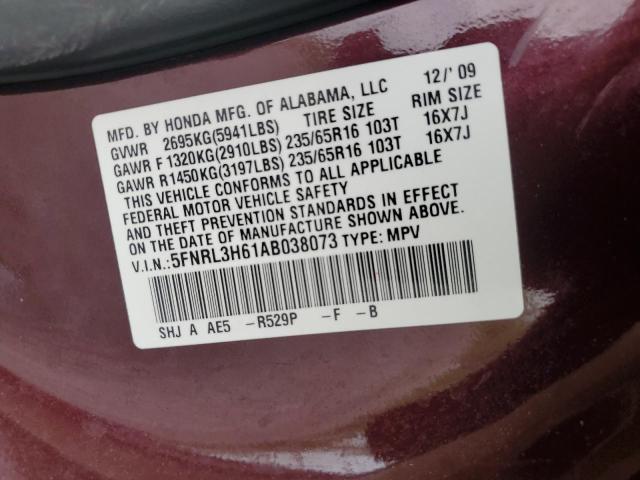 MFD. BY HONDA MFG. OF ALABAMA, LLC 12/' 09
GVWR 2695KG(5941LBS) TIRE SIZE RIM SIZE
GAWR F1320KG(2910LBS) 235/65R16 103T 16X7J
GAWR R1450KG(3197LBS) 235/65R16 103T 16X7J
THIS VEHICLE CONFORMS TO ALL APPLICABLE
FEDERAL MOTOR VEHICLE SAFETY
AND THEFT PREVENTION STANDARDS IN EFFECT
ON THE DATE OF MANUFACTURE SHOWN ABOVE.
V.I.N.:5FNRL3H61AB038073 TYPE: MPV
SHJ A AE5 -R529P -F -B